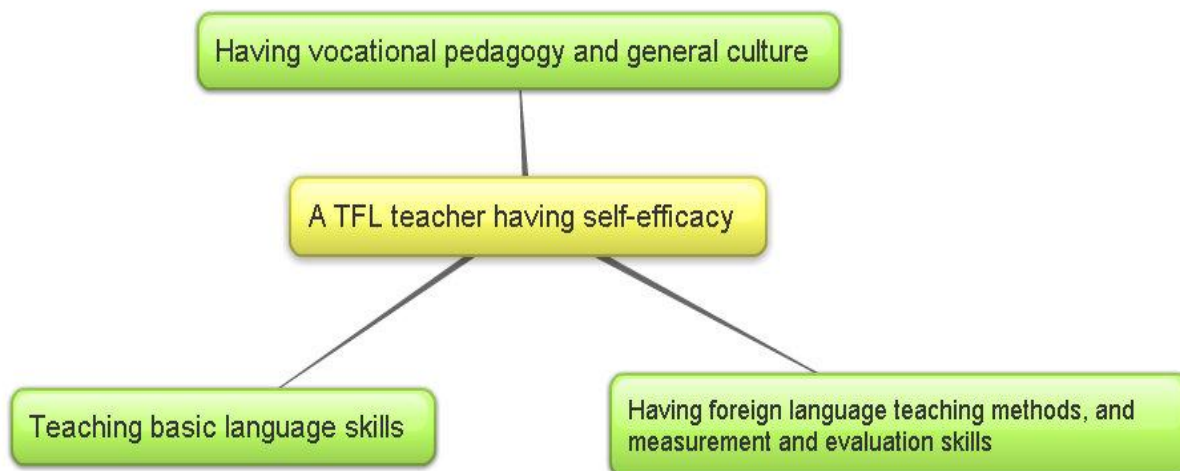 Having vocational pedagogy and general culture
A TFL teacher having self-efficacy
Teaching basic language skills
Having foreign language teaching methods, and
measurement and evaluation skills